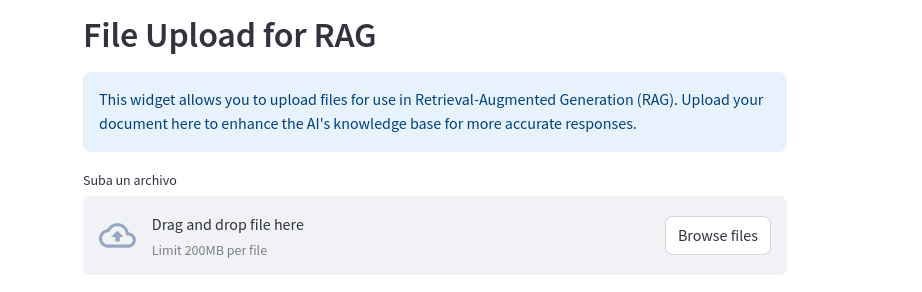 File Upload for RAG
This widget allows you to upload files for use in Retrieval-Augmented Generation (RAG). Upload your
document here to enhance the AI's knowledge base for more accurate responses.
Suba un archivo
Drag and drop file here
Limit 200MB per file
Browse files